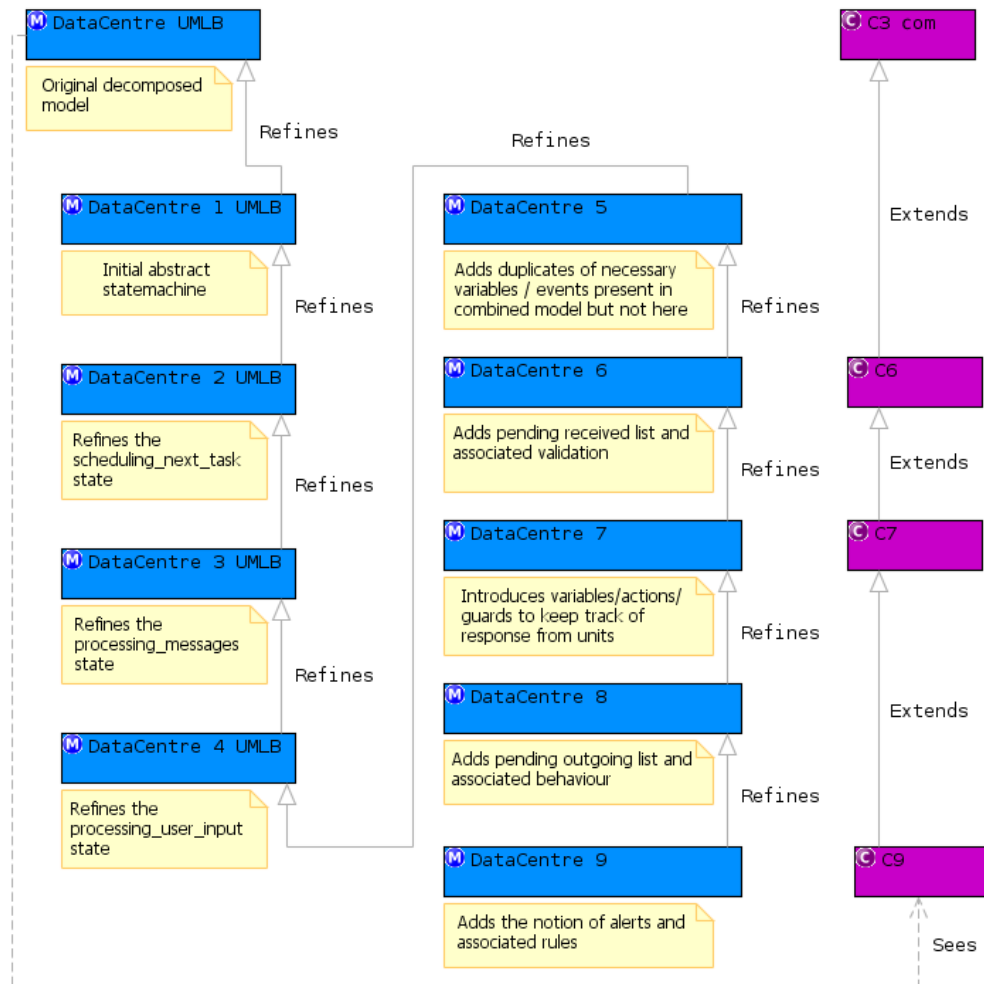 M DataCentre UMLB
Original decomposed
model
Refines
M DataCentre 1 UMLB
Initial abstract
statemachine
Refines
M DataCentre 2 UMLB
Refines the
scheduling_next_task
state
Refines
M DataCentre 3 UMLB
Refines the
processing_messages
state
Refines
M DataCentre 4 UMLB
Refines the
processing_user_input
state
Refines
M DataCentre 5
Adds duplicates of necessary
variables / events present in
combined model but not here
Refines
M DataCentre 6
Adds pending received list and
associated validation
Refines
M DataCentre 7
Introduces variables/actions/
guards to keep track of
response from units
Refines
M DataCentre 8
Adds pending outgoing list and
associated behaviour
Refines
M DataCentre 9
Adds the notion of alerts and
associated rules
C C3 com
Extends
C C6
Extends
C C7
Extends
C C9
Sees